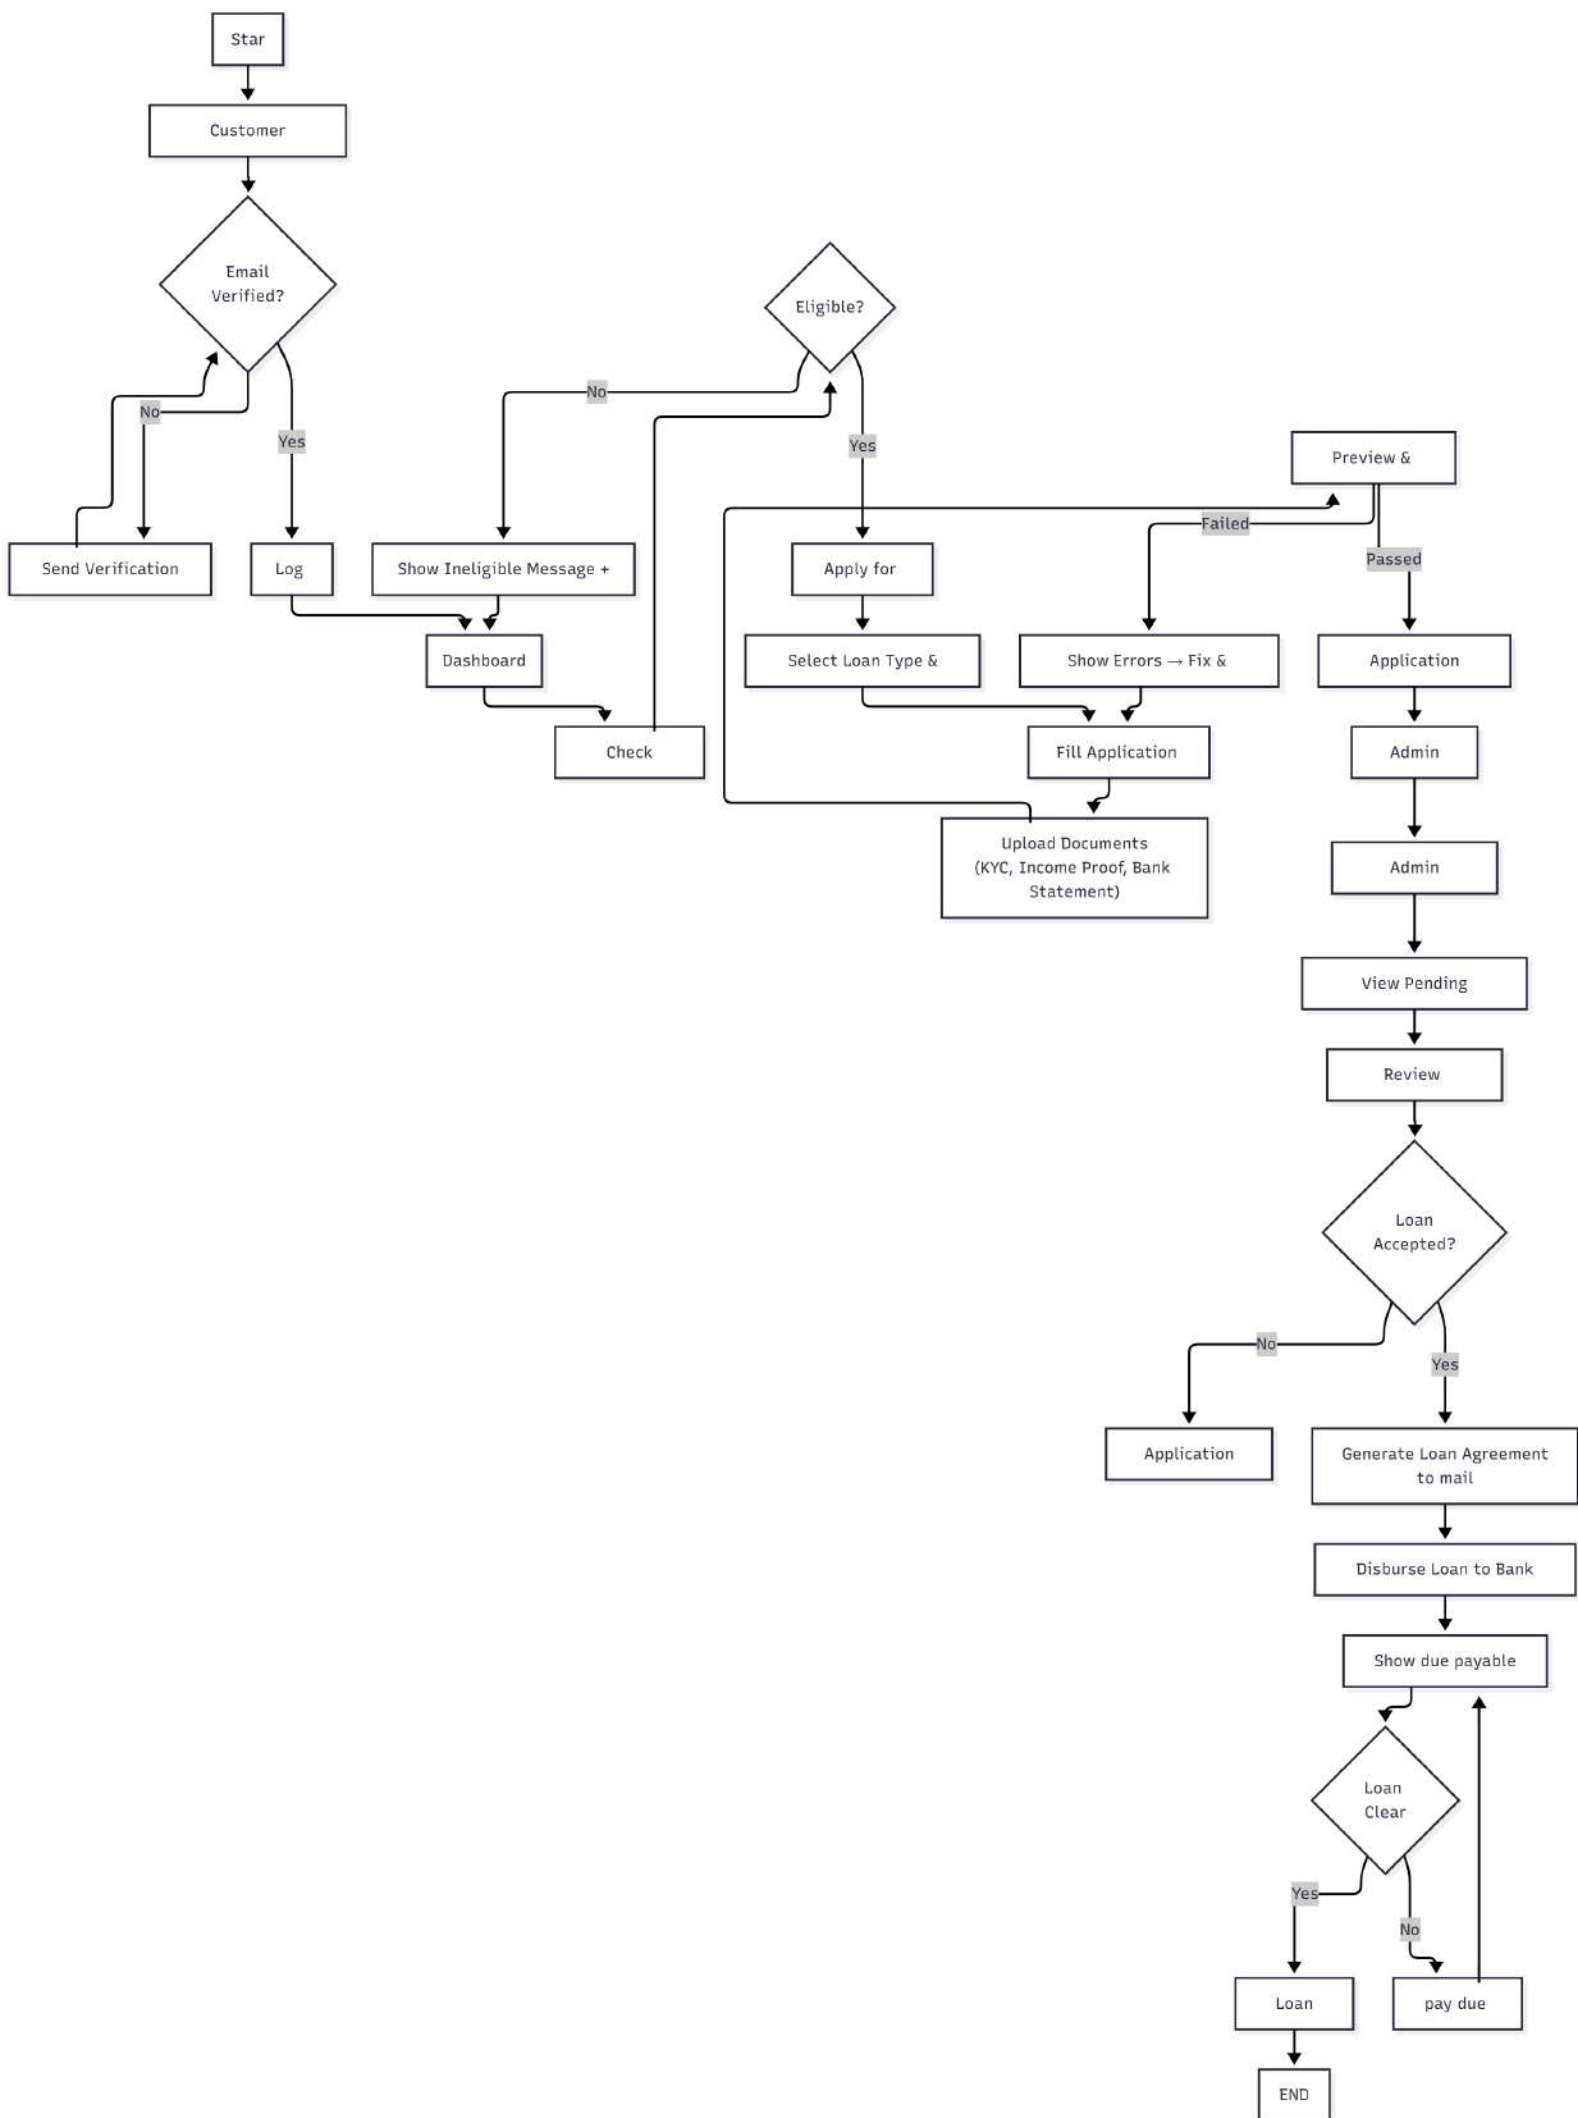 Star
Customer
Email
Verified?
No
Yes
Send Verification
Log
Eligible?
No
Yes
Show Ineligible Message +
Dashboard
Check
Apply for
Select Loan Type &
Preview &
Failed
Passed
Show Errors → Fix &
Fill Application
Upload Documents
(KYC, Income Proof, Bank
Statement)
Application
Admin
Admin
View Pending
Review
Loan
Accepted?
No
Yes
Application
Generate Loan Agreement
to mail
Disburse Loan to Bank
Show due payable
Loan
Clear
Yes
No
Loan
pay due
END